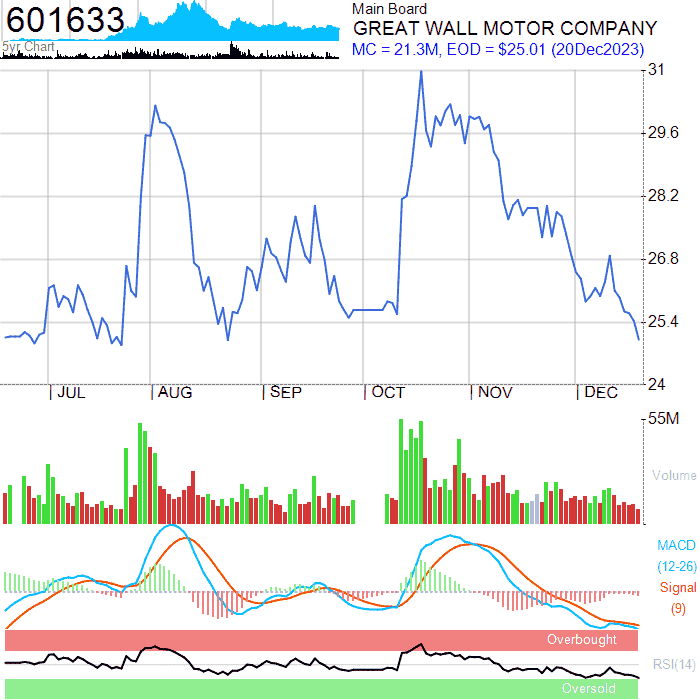 601633
5yr Chart
Main Board
GREAT WALL MOTOR COMPANY
MC = 21.3M, EOD = $25.01 (20Dec2023)
31
29.6
28.2
26.8
25.4
24
JUL AUG SEP OCT NOV DEC
55M
Volume
MACD
(12-26)
Signal
(9)
Overbought
RSI(14)
Oversold